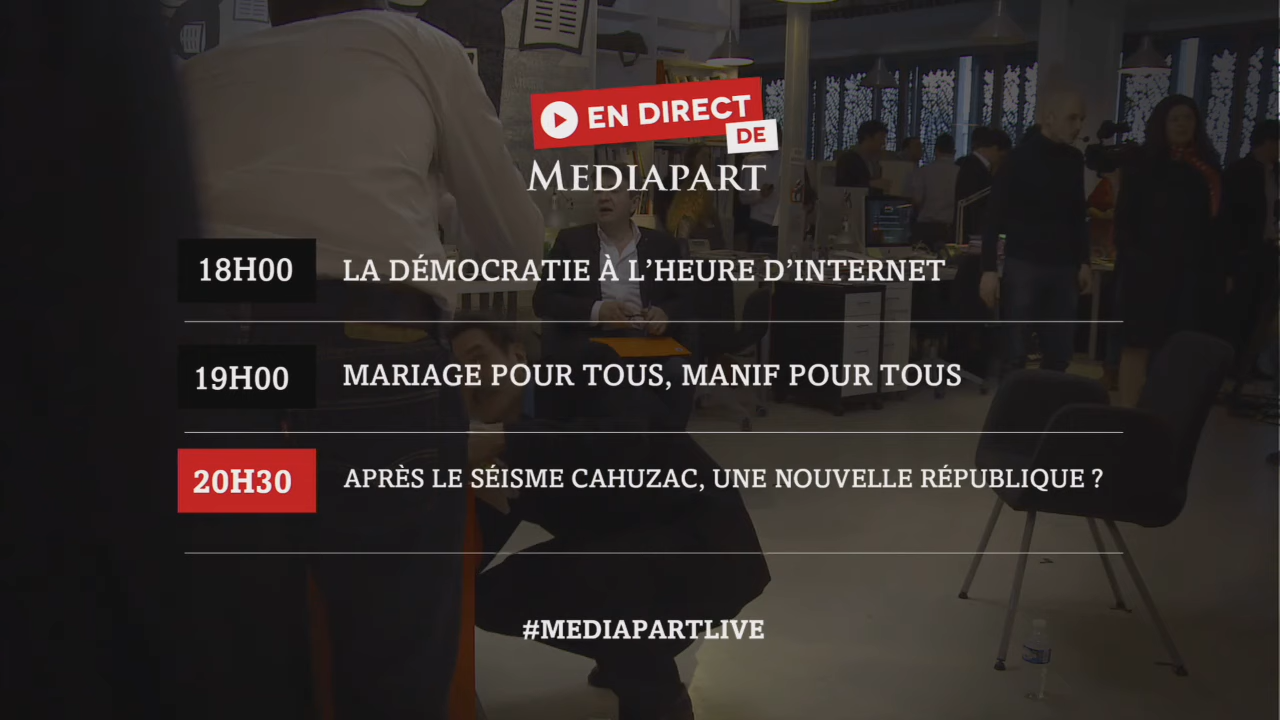 EN DIRECT
DE
MEDIAPART
18H00 LA DÉMOCRATIE À L’HEURE D’INTERNET
19H00 MARIAGE POUR TOUS, MANIF POUR TOUS
20H30 APRÈS LE SÉISME CAHUZAC, UNE NOUVELLE RÉPUBLIQUE ?
#MEDIAPARTLIVE